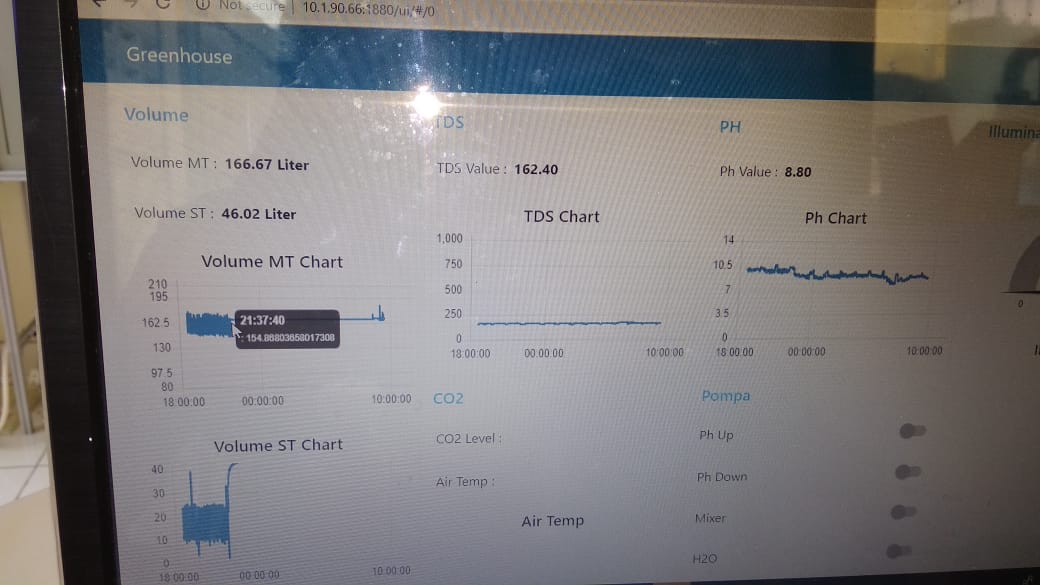 Not secure | 10.1.90.66:1880/ui/#/0
Greenhouse
Volume
Volume MT : 166.67 Liter
Volume ST : 46.02 Liter
Volume MT Chart
210
195
162.5
130
97.5
80
18:00:00 00:00:00 10:00:00
21:37:40
: 154.86803658017308
Volume ST Chart
40
30
20
10
0
18:00:00 00:00:00 10:00:00
TDS
TDS Value : 162.40
TDS Chart
1,000
750
500
250
0
18:00:00 00:00:00 10:00:00
CO2
CO2 Level :
Air Temp :
Air Temp
PH
Ph Value : 8.80
Ph Chart
14
10.5
7
3.5
0
18:00:00 00:00:00 10:00:00
Pompa
Ph Up
Ph Down
Mixer
H2O
Illumina
0